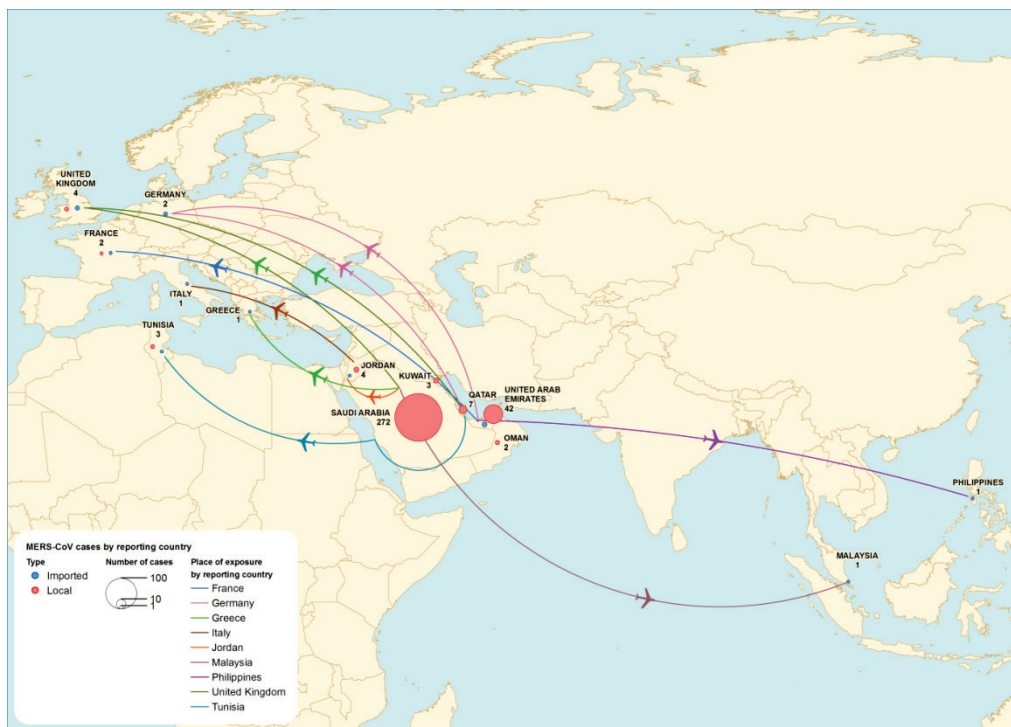 UNITED
KINGDOM
4
GERMANY
2
FRANCE
2
ITALY
1
GREECE
1
TUNISIA
3
JORDAN
4
KUWAIT
3
QATAR
7
UNITED ARAB
EMIRATES
42
SAUDI ARABIA
272
OMAN
2
PHILIPPINES
1
MALAYSIA
1
MERS-CoV cases by reporting country
Type
Imported
Local
Number of cases
100
10
1
Place of exposure
by reporting country
France
Germany
Greece
Italy
Jordan
Malaysia
Philippines
United Kingdom
Tunisia